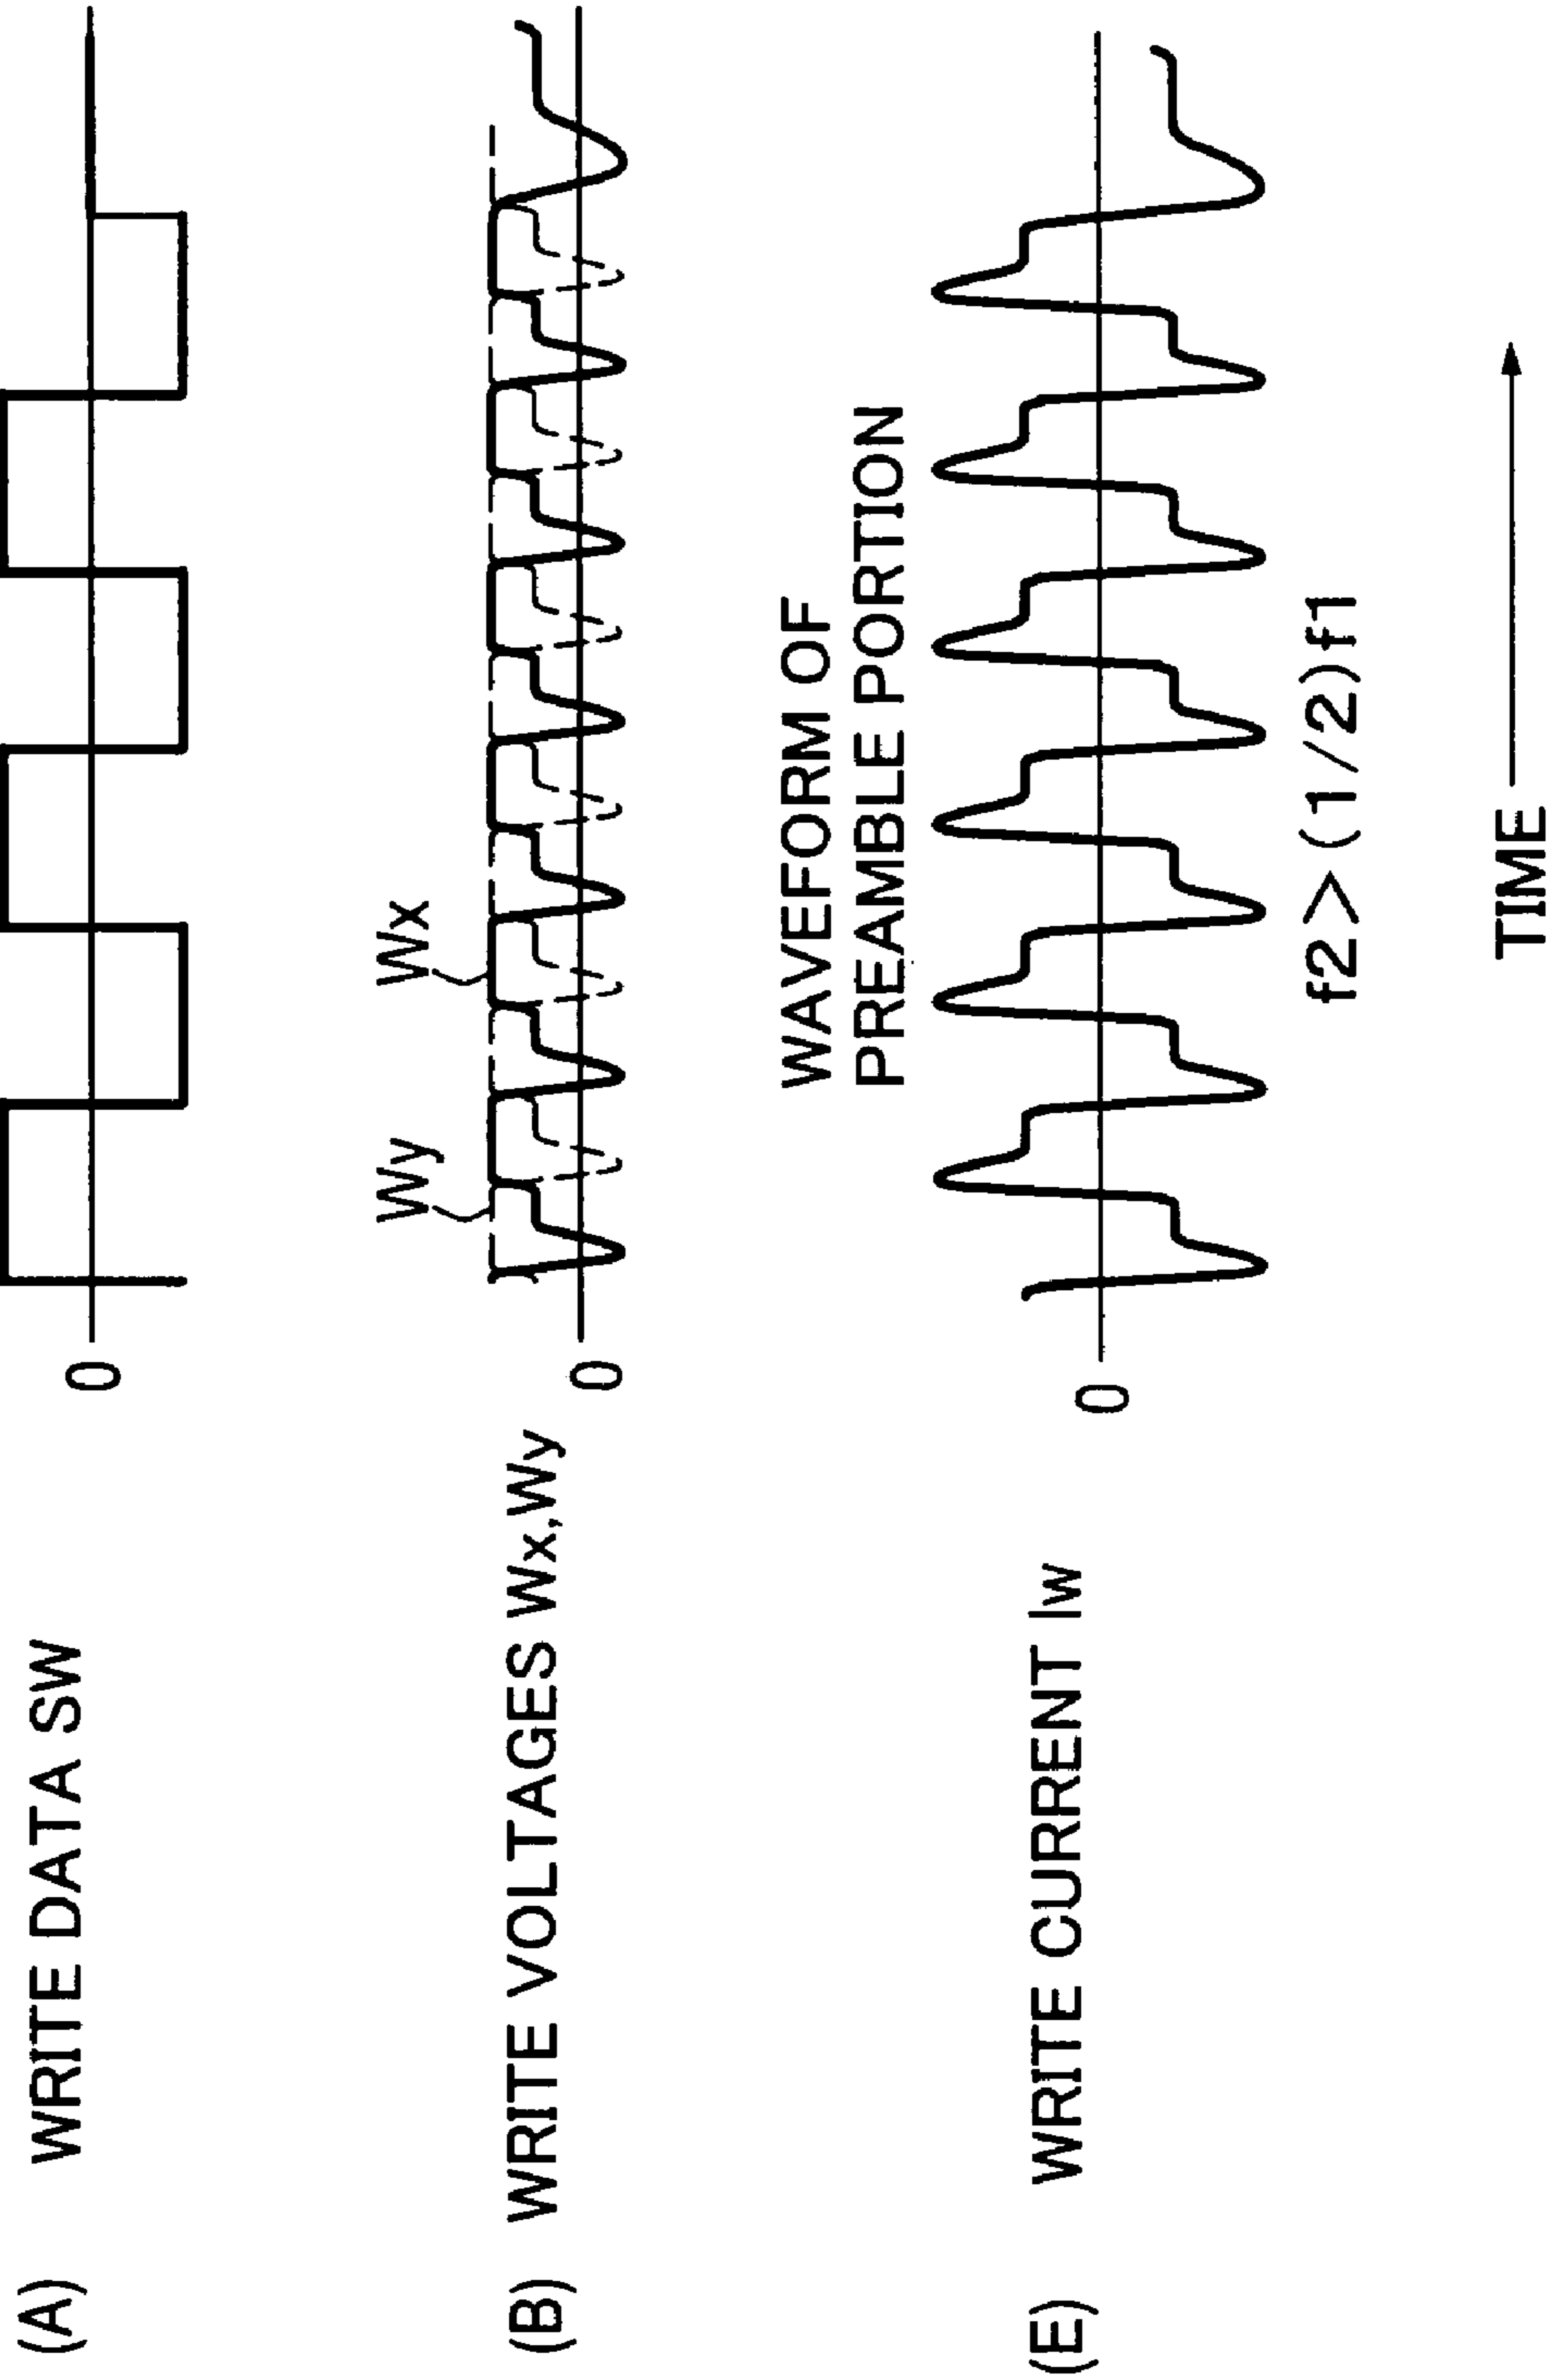 (A) WRITE DATA SW
0
(B) WRITE VOLTAGES Wx,Wy
0
Wy
Wx
WAVEFORM OF
PREAMBLE PORTION
(E) WRITE CURRENT Iw
0
f2>(1/2)f1
TIME